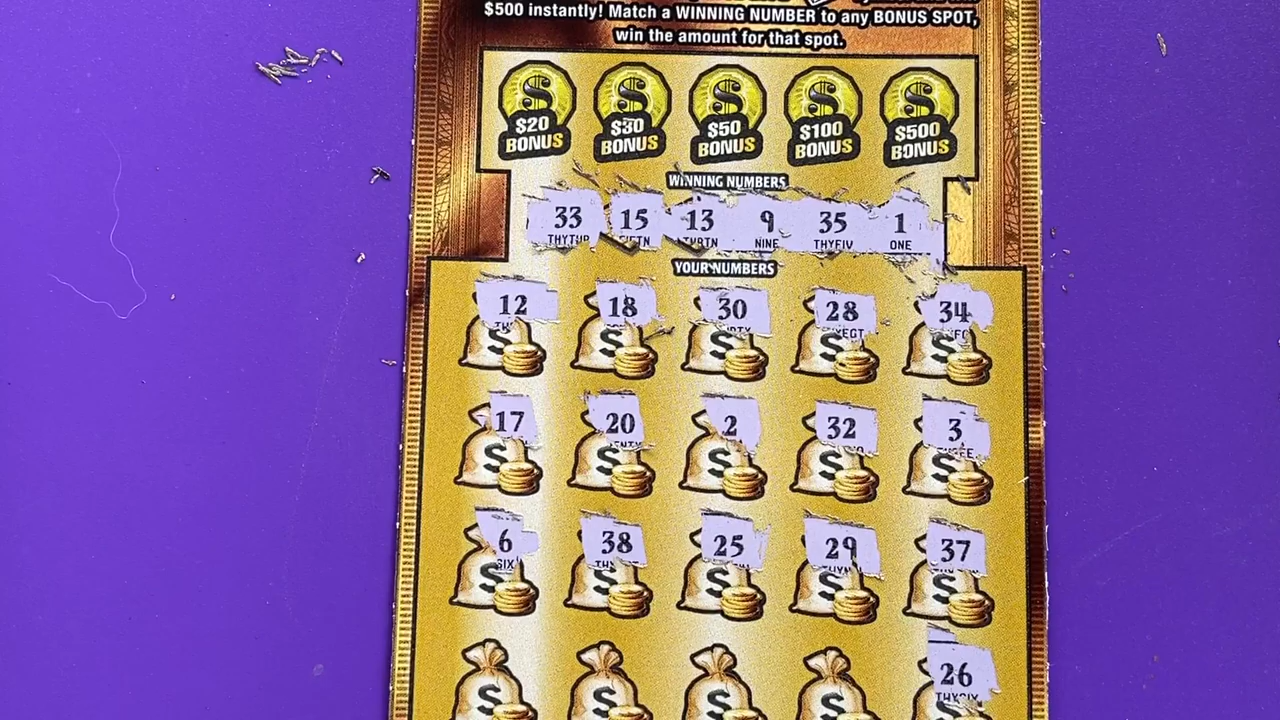 $500 instantly! Match a WINNING NUMBER to any BONUS SPOT,
win the amount for that spot.
$20 BONUS $30 BONUS $50 BONUS $100 BONUS $500 BONUS
WINNING NUMBERS
33 15 13 9 35 1
NINE THYFIV ONE
YOUR NUMBERS
12 18 30 28 34
$ $ $ $ $
17 20 2 32 3
$ $ $ $ $
6 38 25 29 37
SIX
$ $ $ $ $
26
$ $ $ $